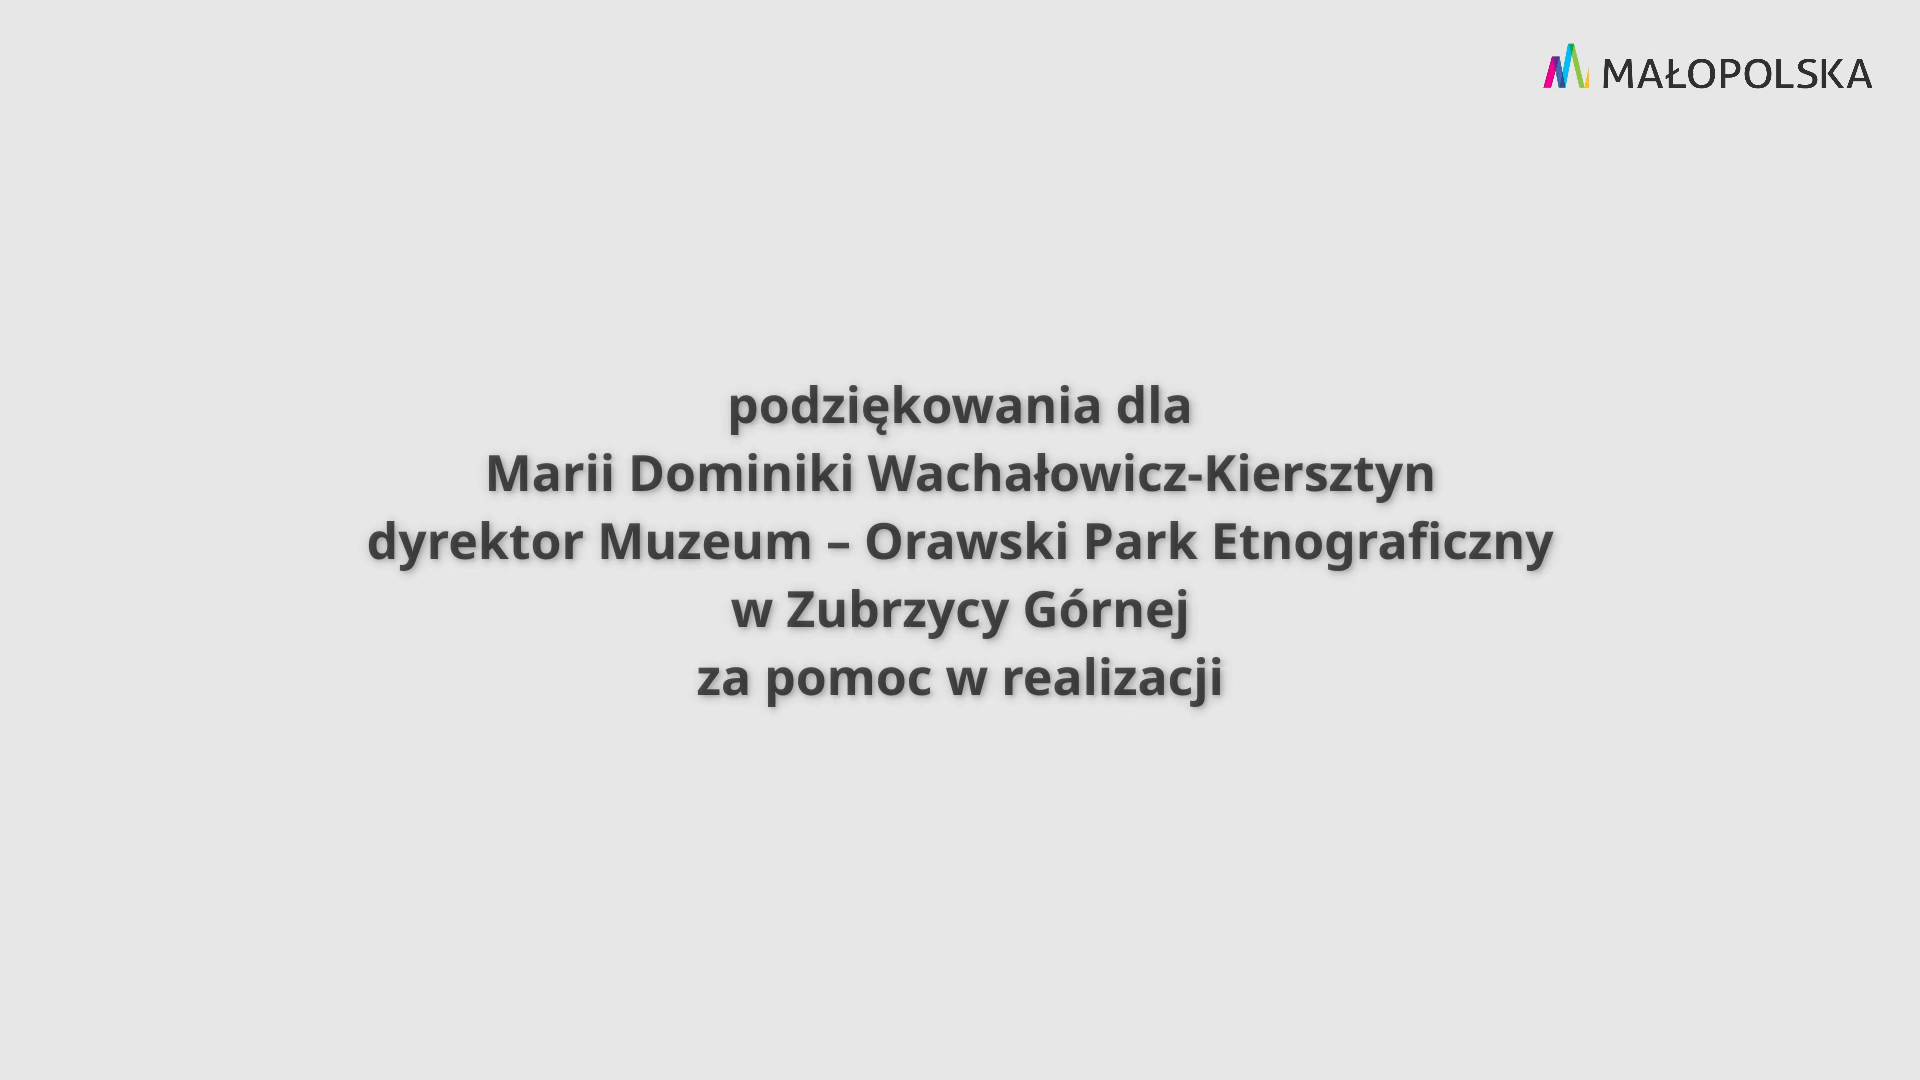 MAŁOPOLSKA
podziękowania dla
Marii Dominiki Wachałowicz-Kiersztyn
dyrektor Muzeum – Orawski Park Etnograficzny
w Zubrzycy Górnej
za pomoc w realizacji